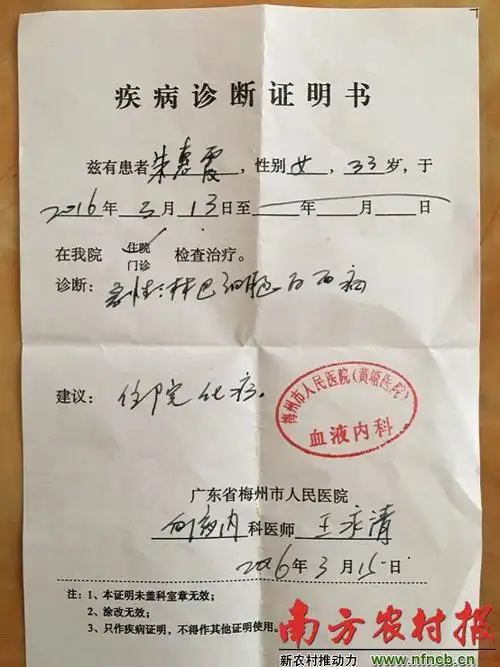 疾病诊断证明书
兹有患者朱惠霞，性别女，33岁，于
2016年3月13日至 年 月 日
在我院 住院 门诊 检查治疗。
诊断：急性淋巴细胞白血病
建议：住院化疗。
梅州市人民医院（黄塘医院）
血液内科
广东省梅州市人民医院
血液内科医师
2016年3月15日
注：1、本证明未盖科室章无效；
2、涂改无效；
3、只作疾病证明，不得作其他证明使用。
南方农村报
新农村推动力 www.nfncb.cn